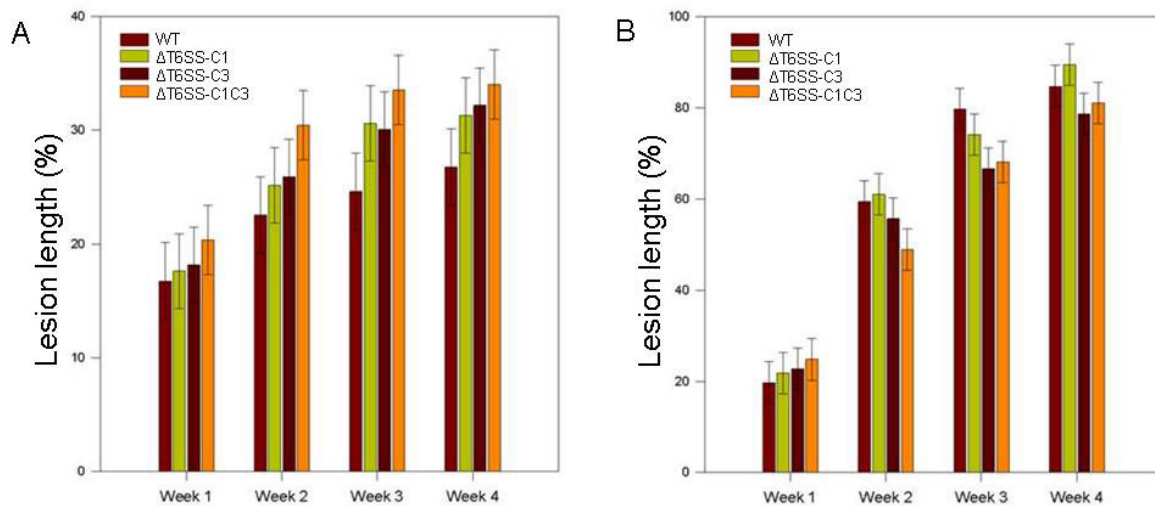 A
WT
ΔT6SS-C1
ΔT6SS-C3
ΔT6SS-C1C3
Lesion length (%)
40
30
20
10
0
Week 1 Week 2 Week 3 Week 4
B
WT
ΔT6SS-C1
ΔT6SS-C3
ΔT6SS-C1C3
Lesion length (%)
100
80
60
40
20
0
Week 1 Week 2 Week 3 Week 4